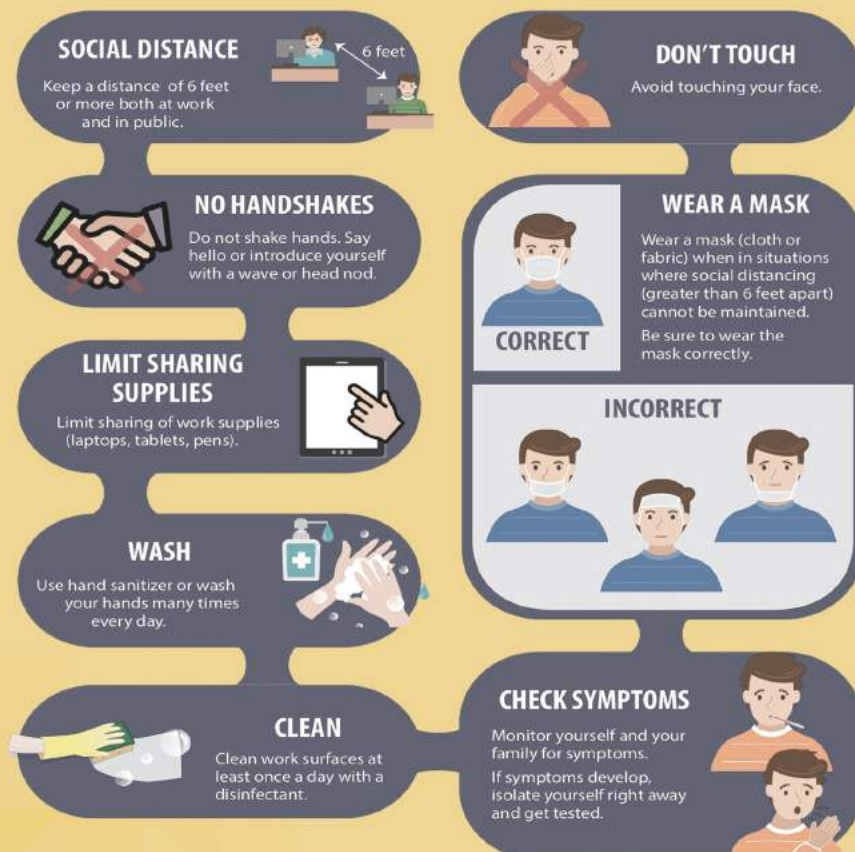 SOCIAL DISTANCE
Keep a distance of 6 feet
or more both at work
and in public.
6 feet
NO HANDSHAKES
Do not shake hands. Say
hello or introduce yourself
with a wave or head nod.
LIMIT SHARING
SUPPLIES
Limit sharing of work supplies
(laptops, tablets, pens).
WASH
Use hand sanitizer or wash
your hands many times
every day.
CLEAN
Clean work surfaces at
least once a day with a
disinfectant.
DON'T TOUCH
Avoid touching your face.
WEAR A MASK
Wear a mask (cloth or
fabric) when in situations
where social distancing
(greater than 6 feet apart)
cannot be maintained.
Be sure to wear the
mask correctly.
CORRECT
INCORRECT
CHECK SYMPTOMS
Monitor yourself and your
family for symptoms.
If symptoms develop,
isolate yourself right away
and get tested.